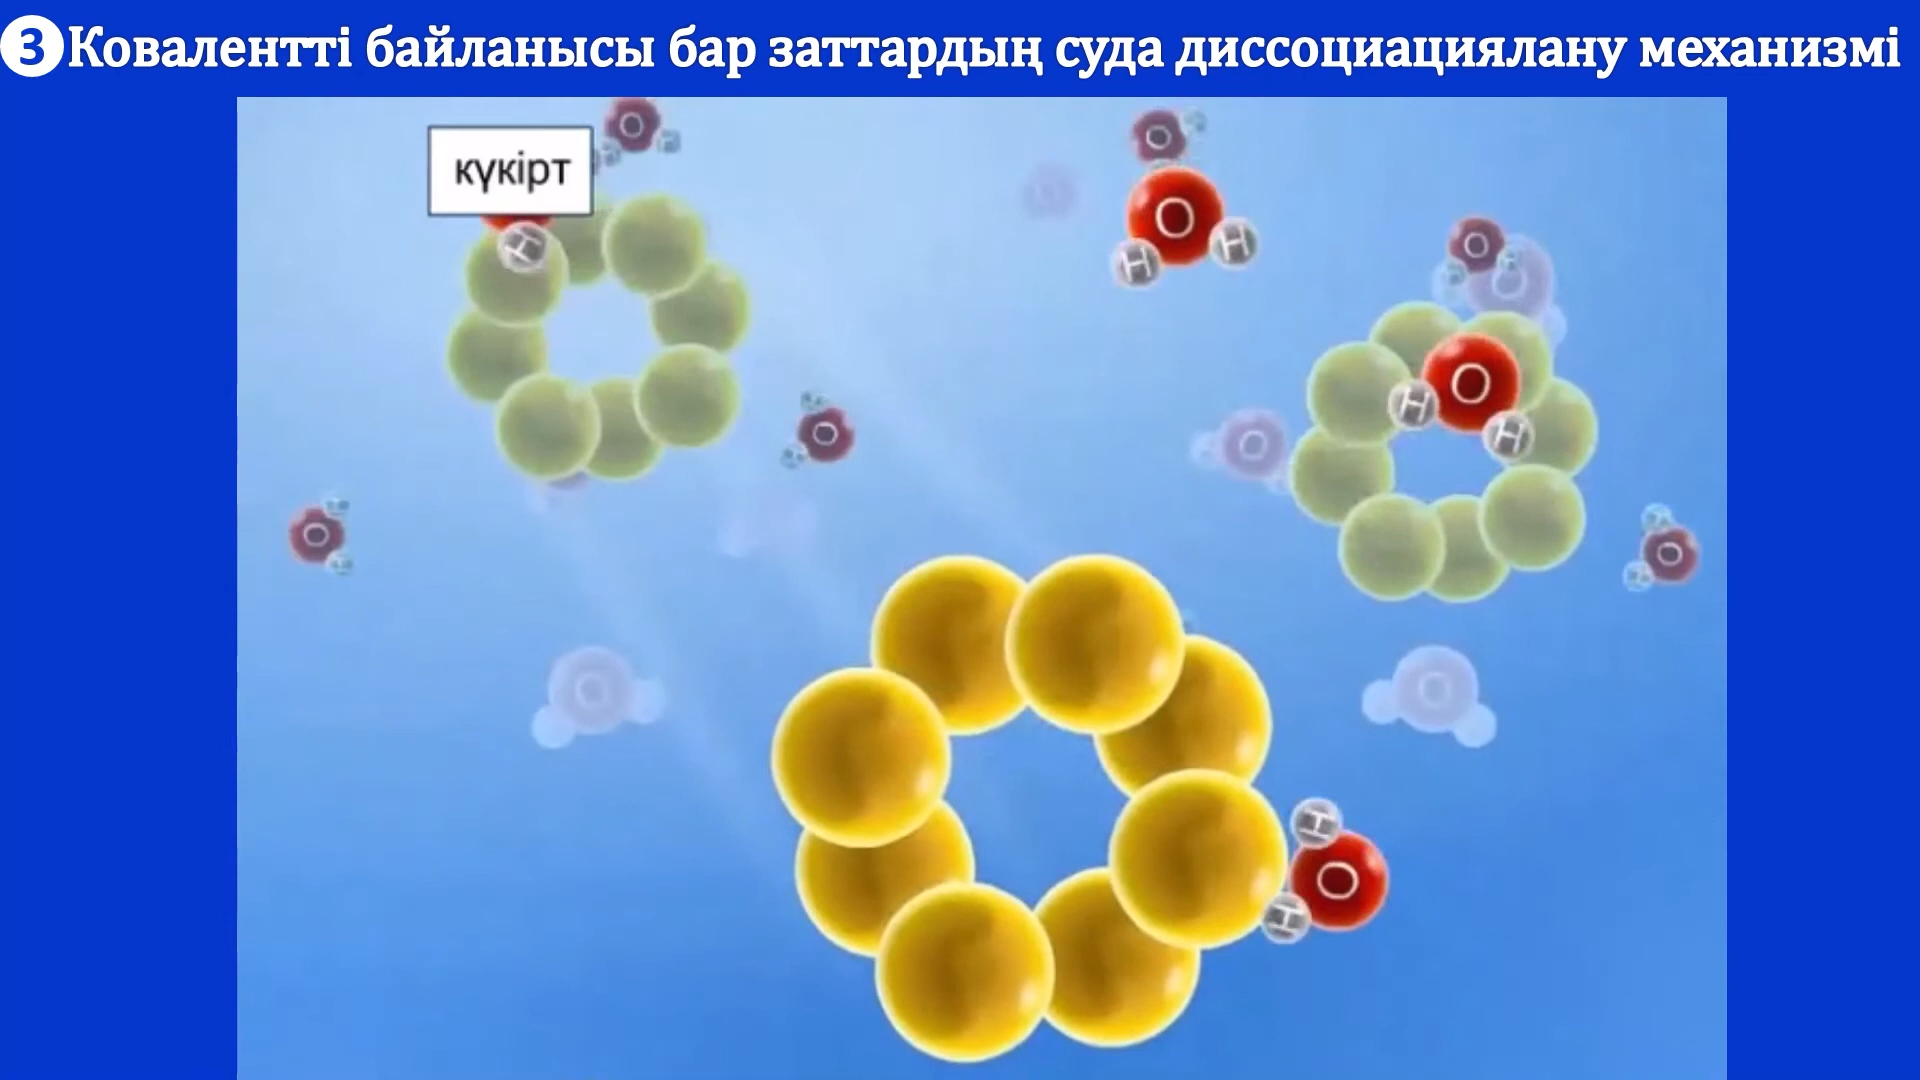 3 Ковалентті байланысы бар заттардың суда диссоциациялану механизмі
күкірт
O
O
O
H H
O
H
O
H
H
O
O
O
O
O
O
H
O
H